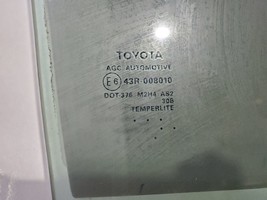 TOYOTA
AGC AUTOMOTIVE
E6 43R-008010
DOT-376 M2H4 AS2
20B
TEMPERLITE